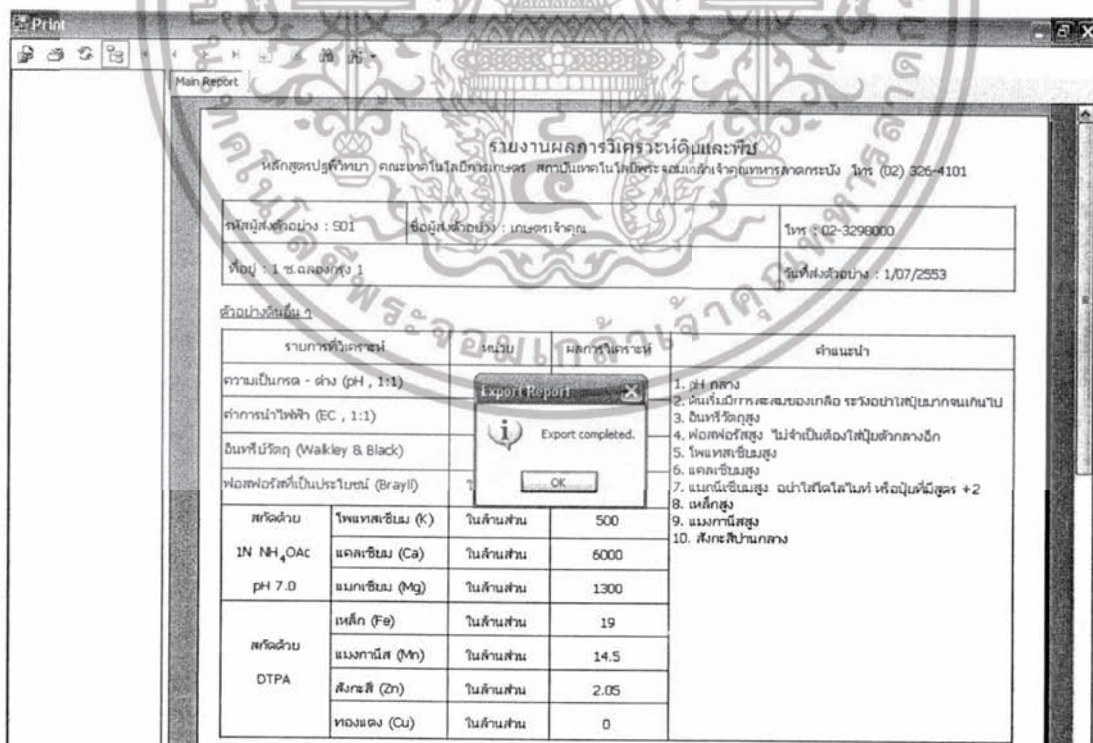 Print
Main Report
รายงานผลการวิเคราะห์ดินและพืช
หลักสูตรปฐพีวิทยา คณะเทคโนโลยีการเกษตร สถาบันเทคโนโลยีพระจอมเกล้าเจ้าคุณทหารลาดกระบัง โทร (02) 326-4101
รหัสผู้ส่งตัวอย่าง : S01 ชื่อผู้ส่งตัวอย่าง : เกษตรเจ้าคุณ โทร : 02-3298000
ที่อยู่ : 1 ซ.ฉลองกรุง 1 วันที่ส่งตัวอย่าง : 1/07/2553
ตัวอย่างดินอื่น ๆ
รายการที่วิเคราะห์ หน่วย ผลการวิเคราะห์ คำแนะนำ
ความเป็นกรด - ด่าง (pH , 1:1)
ค่าการนำไฟฟ้า (EC , 1:1)
อินทรีย์วัตถุ (Walkley & Black)
ฟอสฟอรัสที่เป็นประโยชน์ (BrayII)
Export Report
Export completed.
OK
1. pH กลาง
2. ดินเริ่มมีการสะสมของเกลือ ระวังอย่าใส่ปุ๋ยมากจนเกินไป
3. อินทรีวัตถุสูง
4. ฟอสฟอรัสสูง ไม่จำเป็นต้องใส่ปุ๋ยตัวกลางอีก
5. โพแทสเซียมสูง
6. แคลเซียมสูง
7. แมกนีเซียมสูง อย่าใส่โดโลไมท์ หรือปุ๋ยที่มีสูตร +2
8. เหล็กสูง
9. แมงกานีสสูง
10. สังกะสีปานกลาง
สกัดด้วย
1N NH4OAc
pH 7.0
โพแทสเซียม (K) ในล้านส่วน 500
แคลเซียม (Ca) ในล้านส่วน 6000
แมกเซียม (Mg) ในล้านส่วน 1300
สกัดด้วย
DTPA
เหล็ก (Fe) ในล้านส่วน 19
แมงกานีส (Mn) ในล้านส่วน 14.5
สังกะสี (Zn) ในล้านส่วน 2.05
ทองแดง (Cu) ในล้านส่วน 0